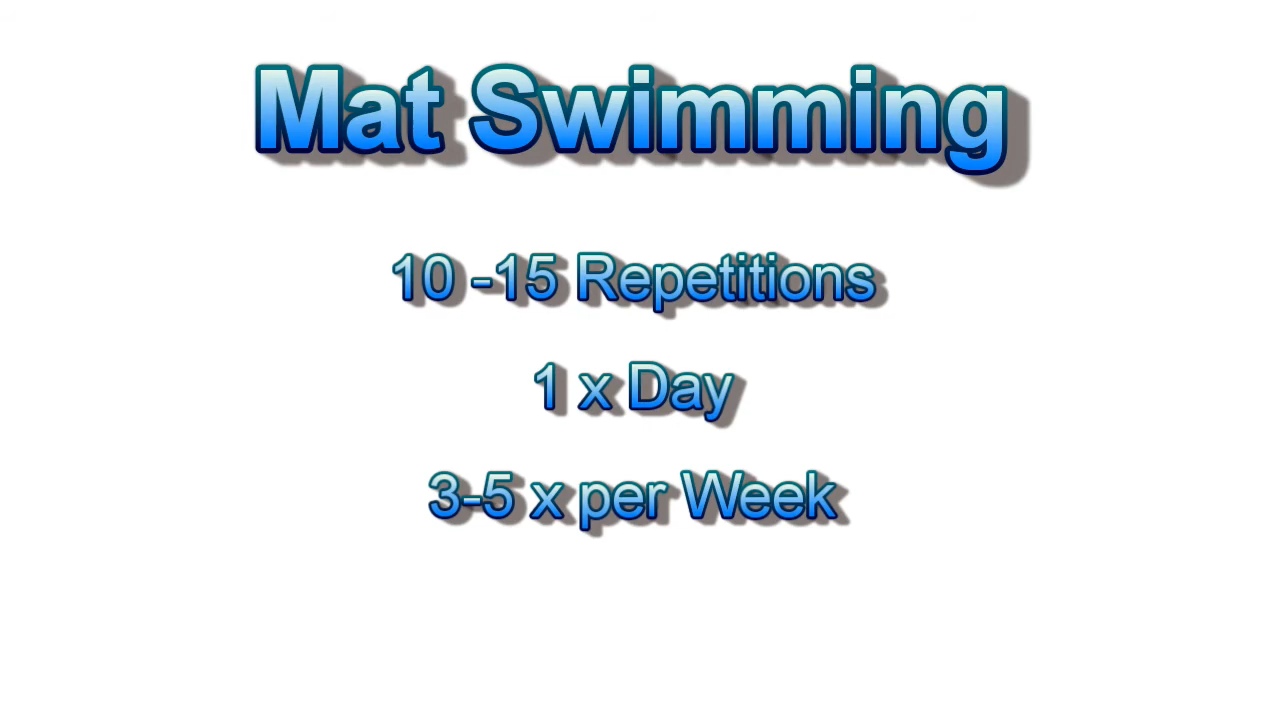 Mat Swimming
10 -15 Repetitions
1 x Day
3-5 x per Week